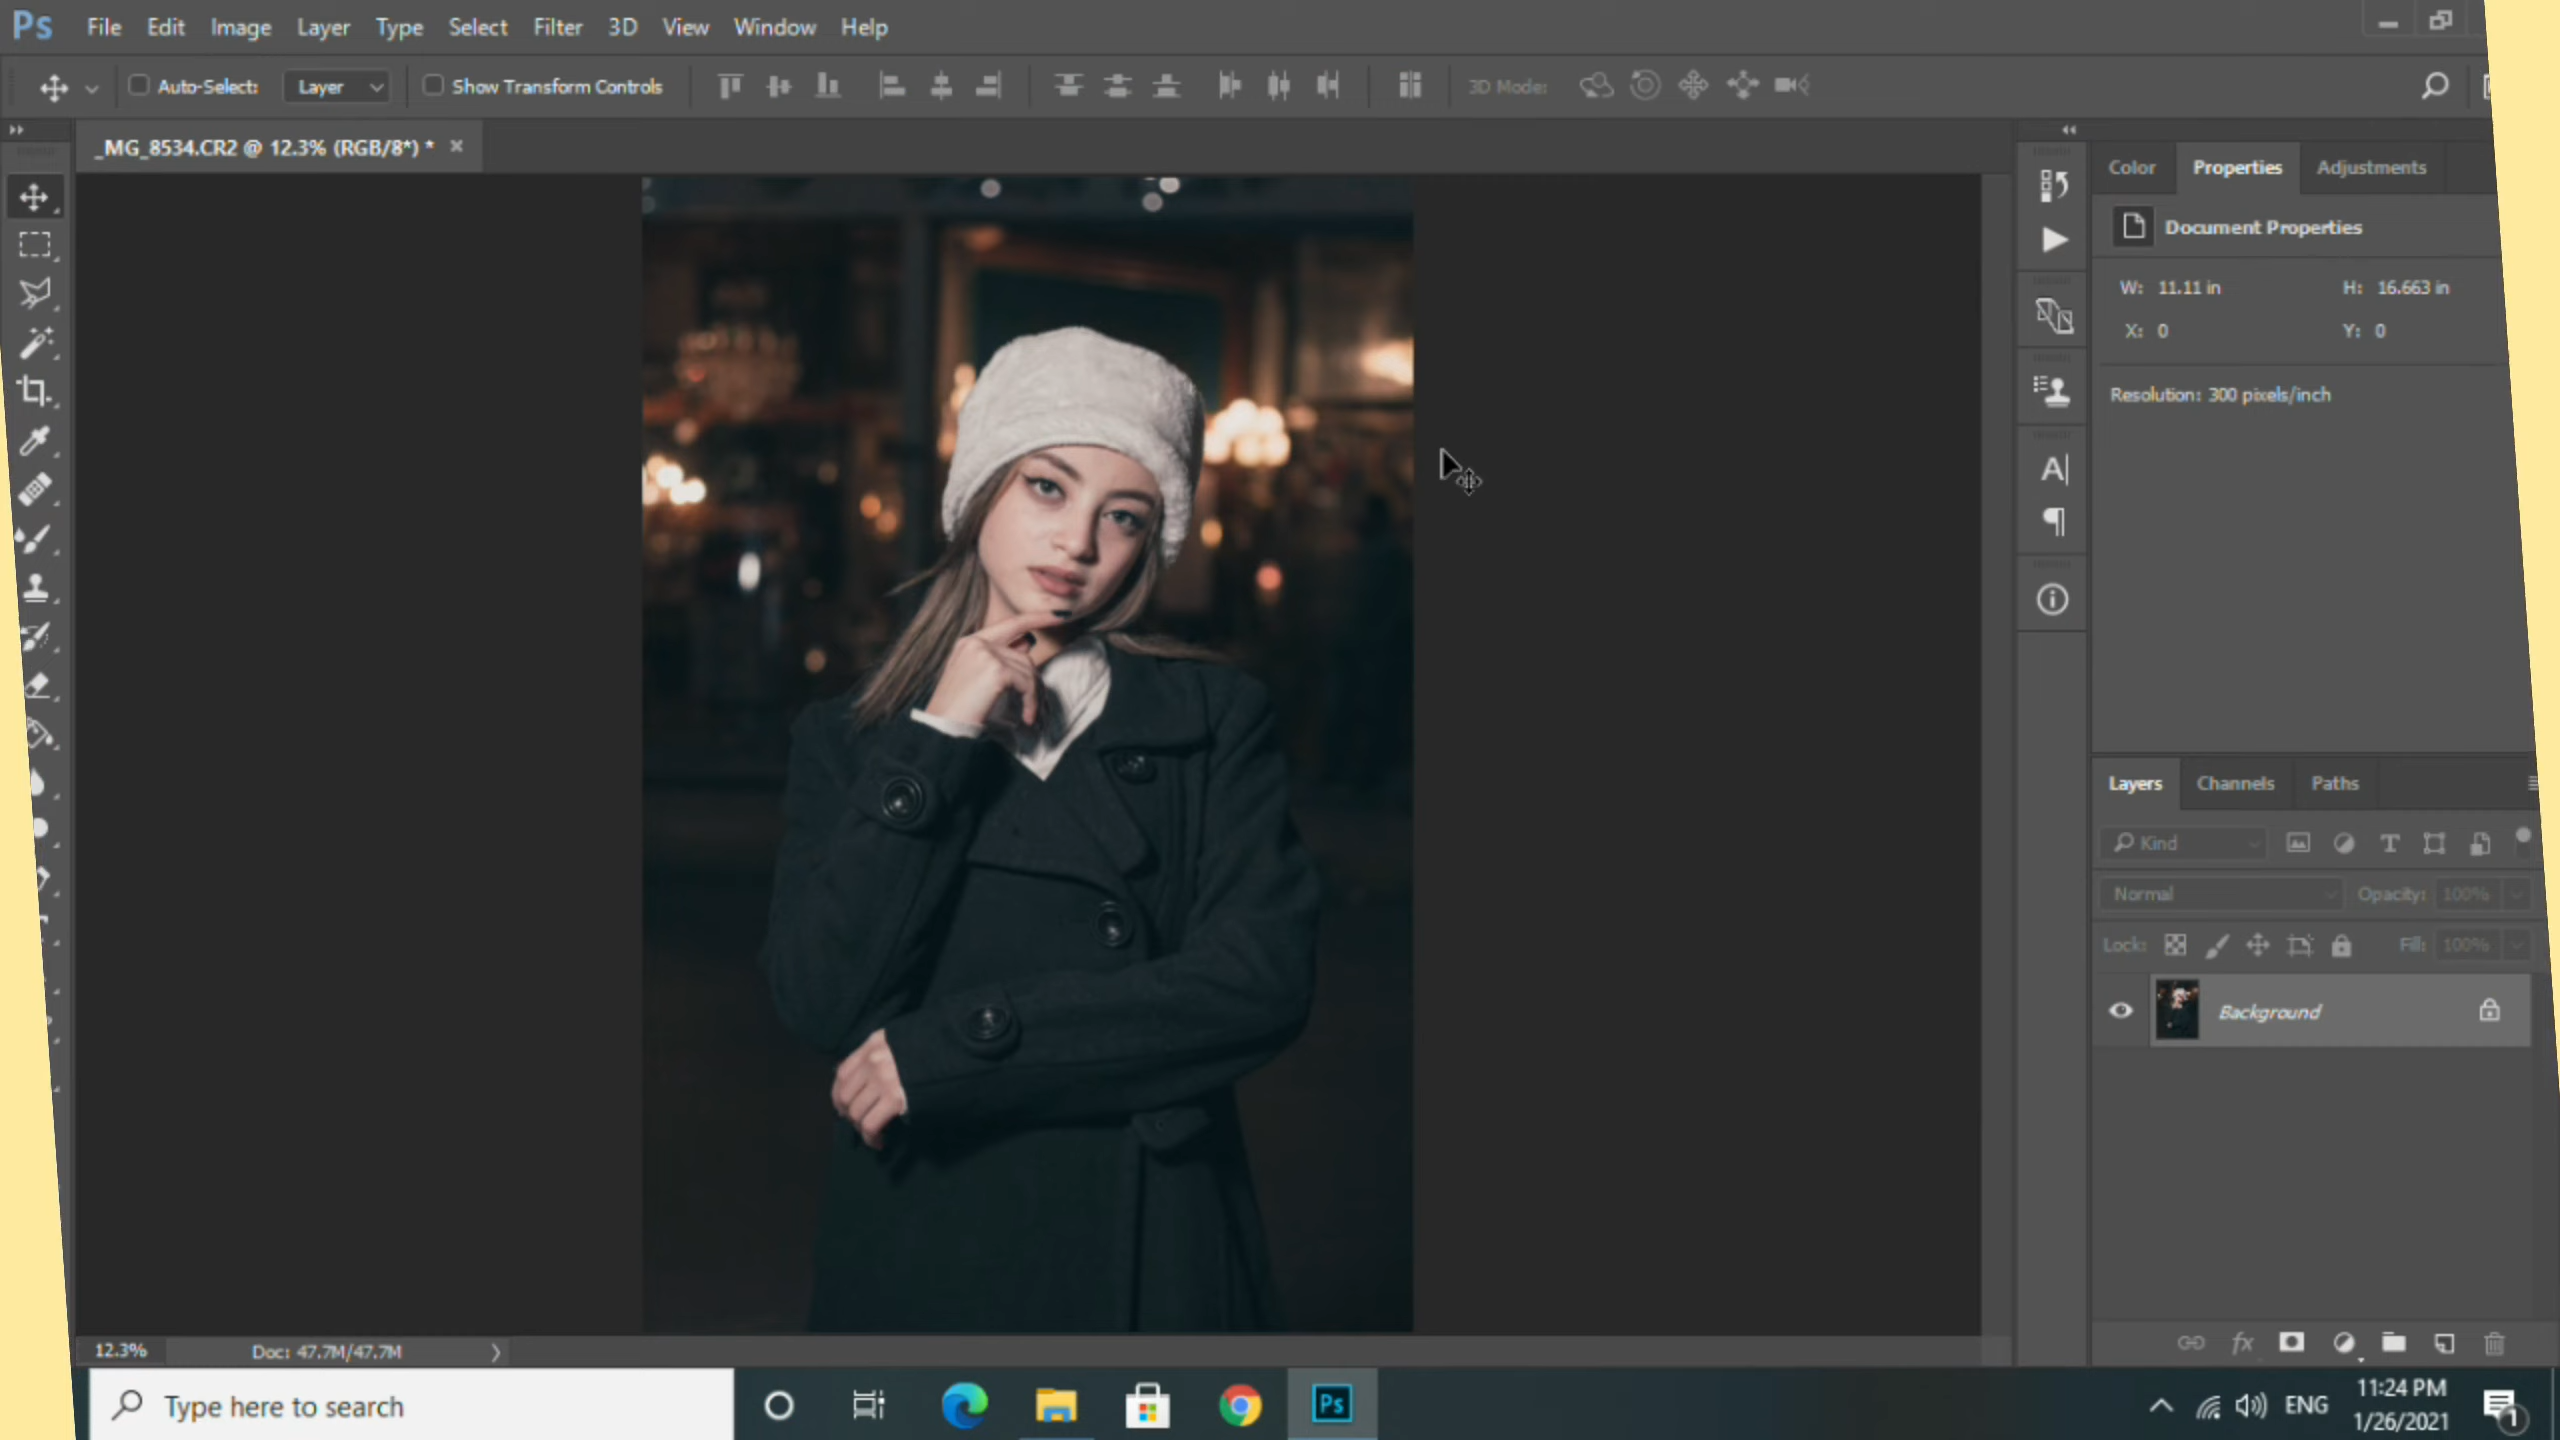 Ps File Edit Image Layer Type Select Filter 3D View Window Help
Auto-Select: Layer Show Transform Controls 3D Mode:
_MG_8534.CR2 @ 12.3% (RGB/8*) * ×
Color Properties Adjustments
Document Properties
W: 11.11 in H: 16.663 in
X: 0 Y: 0
Resolution: 300 pixels/inch
Layers Channels Paths
Kind
Normal Opacity: 100%
Lock: Fill: 100%
Background
fx
12.3% Doc: 47.7M/47.7M
Type here to search
Ps
ENG
11:24 PM
1/26/2021
1